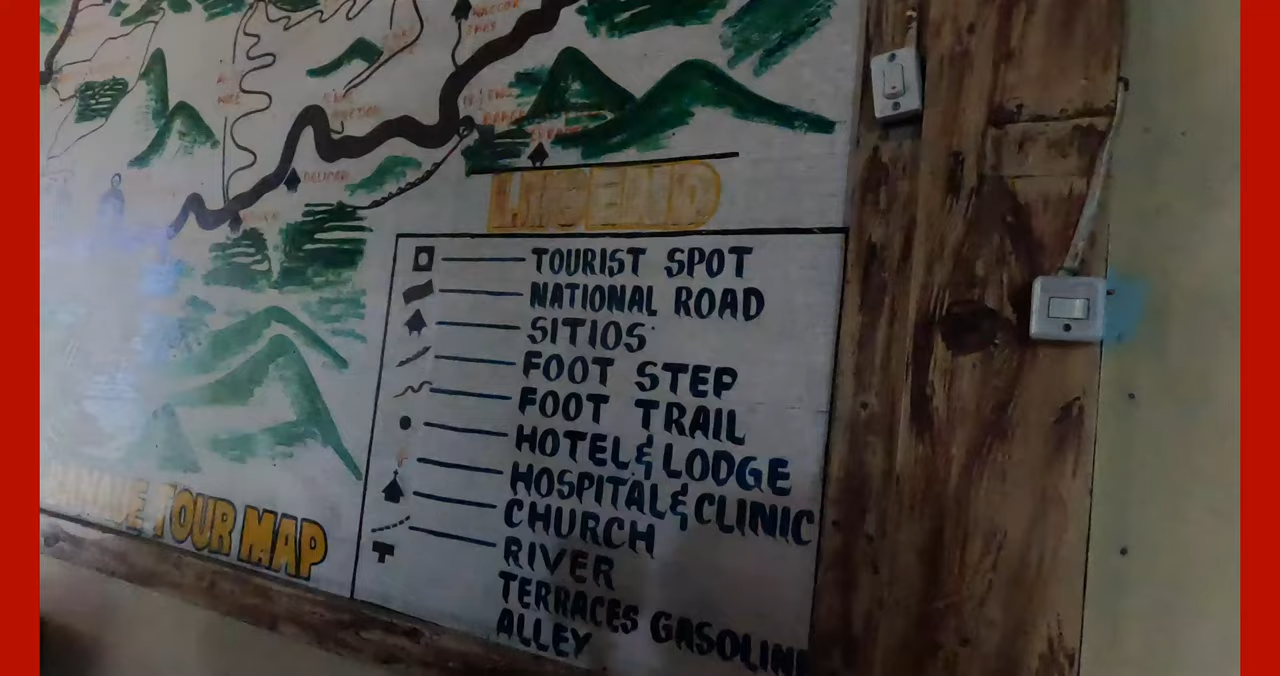 LEGEND
TOURIST SPOT
NATIONAL ROAD
SITIOS
FOOT STEP
FOOT TRAIL
HOTEL & LODGE
HOSPITAL & CLINIC
CHURCH
RIVER
TERRACES GASOLINE
ALLEY
TOUR MAP